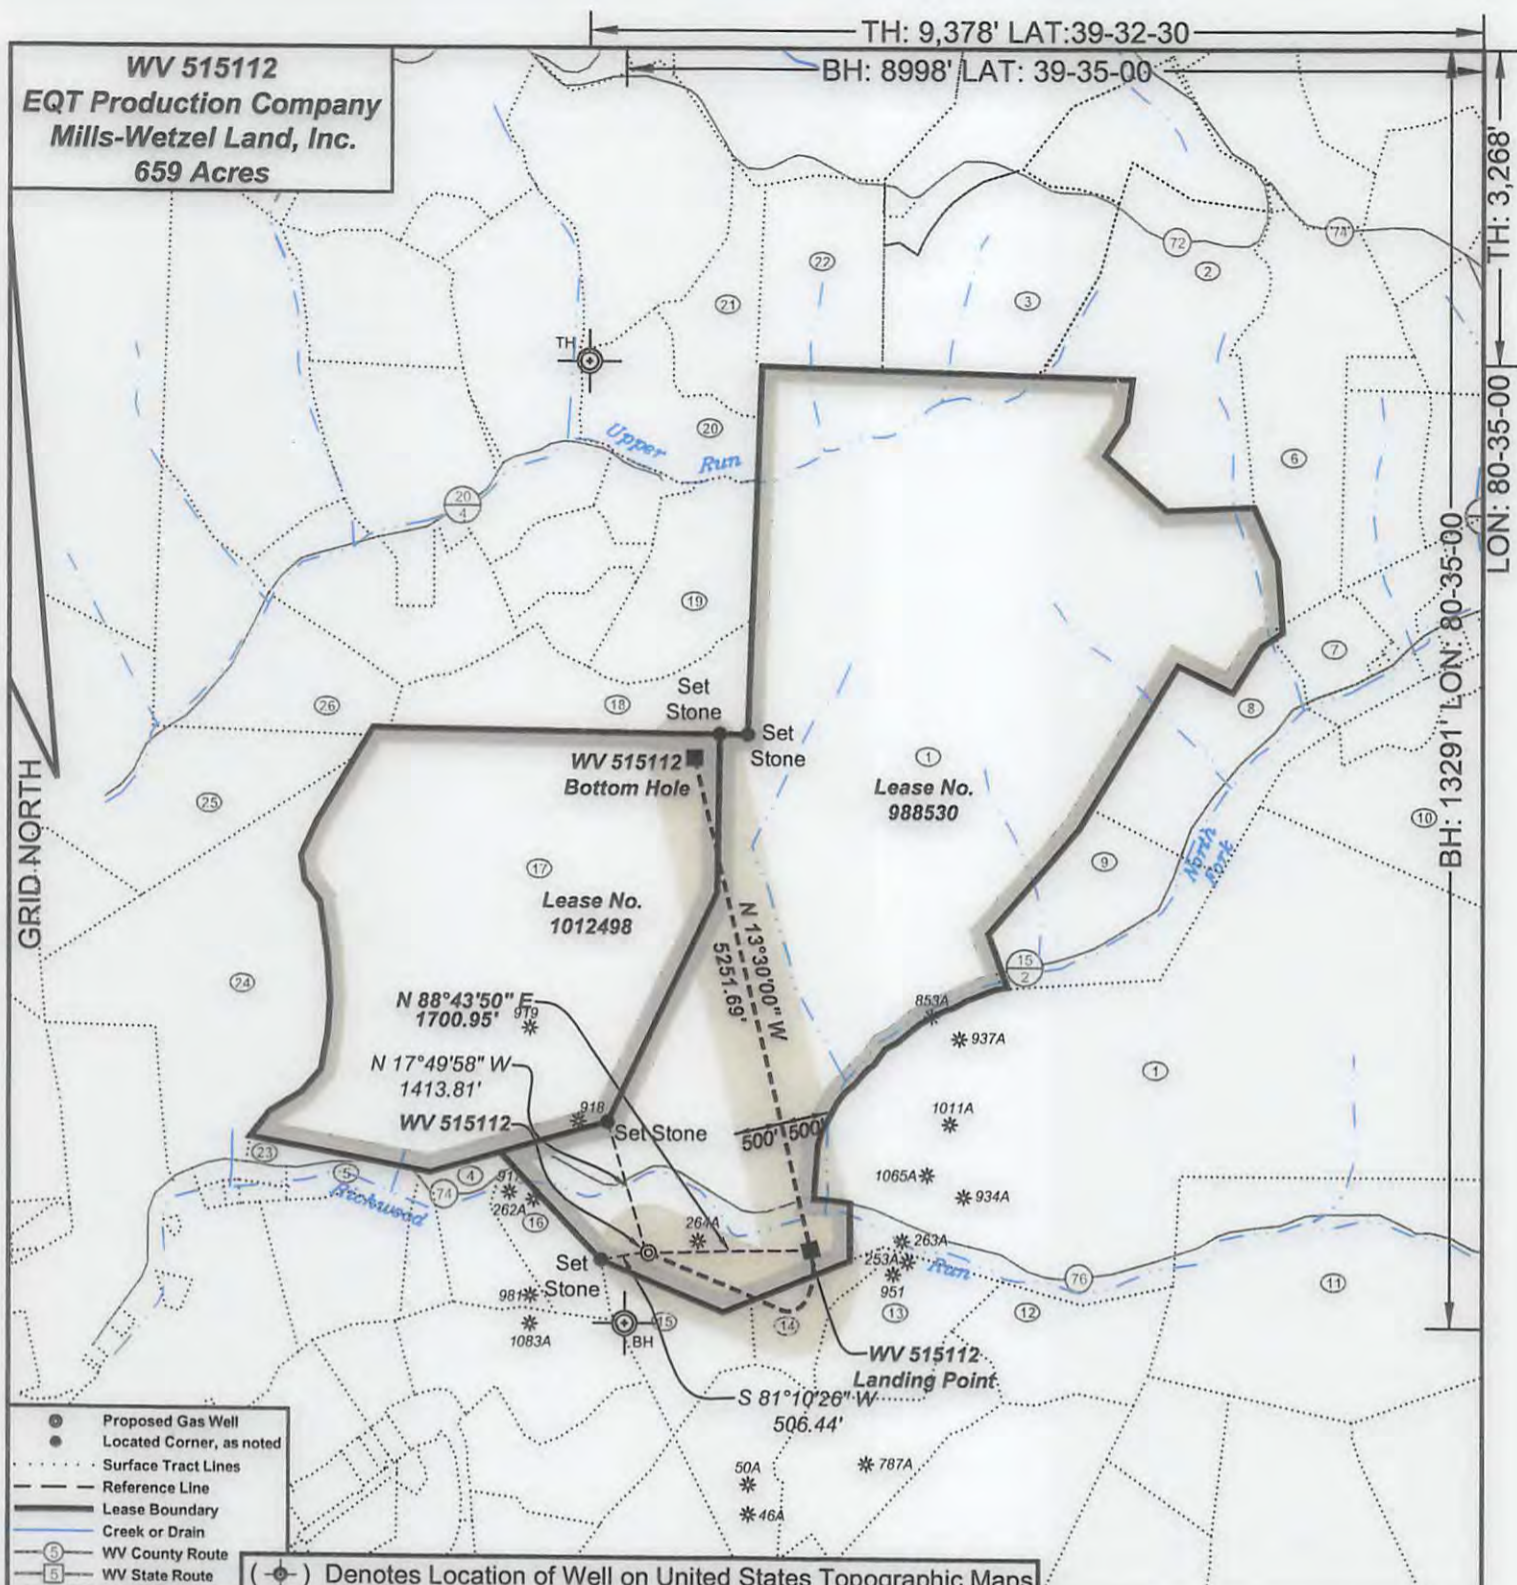 TH: 9,378' LAT:39-32-30
BH: 8998' LAT: 39-35-00
WV 515112
EQT Production Company
Mills-Wetzel Land, Inc.
659 Acres
TH: 3,268'
LON: 80-35-00
BH: 13291' LON: 80-35-00
72
74
2
22
21
3
TH
20
Upper Run
6
20
4
19
7
18
26
8
Set
Stone
Set
Stone
WV 515112
Bottom Hole
1
Lease No.
988530
25
10
GRID NORTH
9
North
Fork
17
Lease No.
1012498
N 13°30'00" W
5251.69'
15
2
24
N 88°43'50" E
1700.95'
919
853A
937A
N 17°49'58" W
1413.81'
1
WV 515112
918
Set Stone
500' 500'
1011A
23
5
4
74
1065A
934A
Rickwood
262A
16
264A
263A
253A
Run
951
Set
Stone
76
11
981
13
12
15
14
1083A
BH
WV 515112
Landing Point
S 81°10'26" W
506.44'
50A
787A
46A
Proposed Gas Well
Located Corner, as noted
Surface Tract Lines
Reference Line
Lease Boundary
Creek or Drain
5 WV County Route
5 WV State Route
( ) Denotes Location of Well on United States Topographic Maps